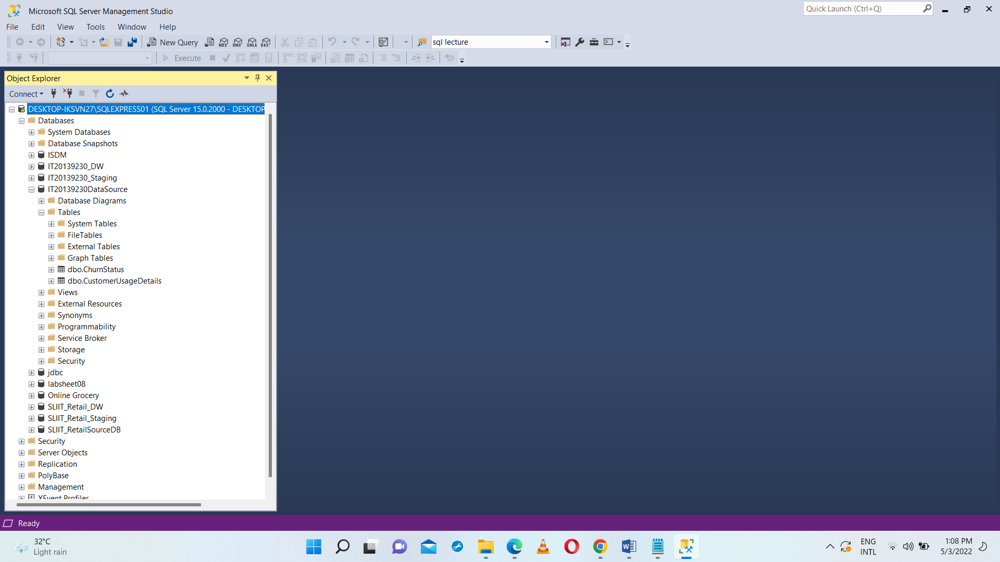 Microsoft SQL Server Management Studio
Quick Launch (Ctrl+Q)
File Edit View Tools Window Help
New Query MDX DMX XMLA DAX sql lecture
Execute
Object Explorer
Connect
DESKTOP-IKSVN27\SQLEXPRESS01 (SQL Server 15.0.2000 - DESKTOP
Databases
System Databases
Database Snapshots
ISDM
IT20139230_DW
IT20139230_Staging
IT20139230DataSource
Database Diagrams
Tables
System Tables
FileTables
External Tables
Graph Tables
dbo.ChurnStatus
dbo.CustomerUsageDetails
Views
External Resources
Synonyms
Programmability
Service Broker
Storage
Security
jdbc
labsheet08
Online Grocery
SLIIT_Retail_DW
SLIIT_Retail_Staging
SLIIT_RetailSourceDB
Security
Server Objects
Replication
PolyBase
Management
XEvent Profiler
Ready
32°C
Light rain
ENG
INTL
1:08 PM
5/3/2022